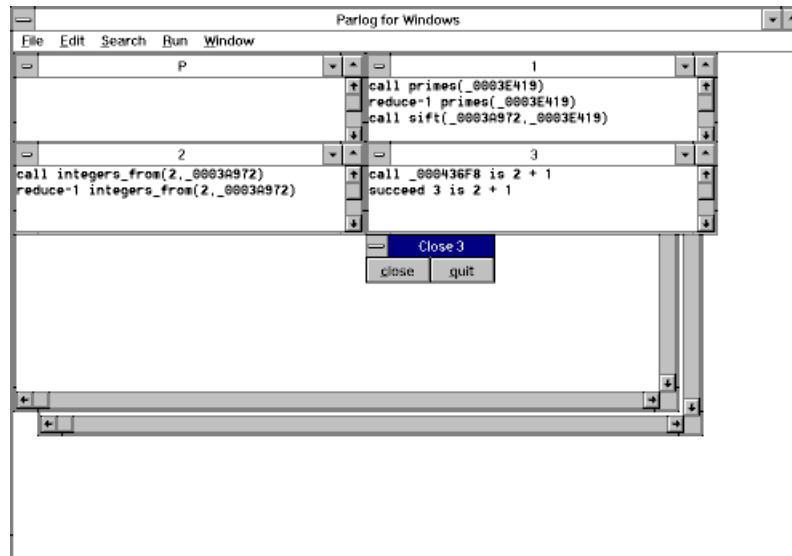 Parlog for Windows
File Edit Search Run Window
P
1
call primes(_0003E419)
reduce-1 primes(_0003E419)
call sift(_0003A972,_0003E419)
2
call integers_from(2,_0003A972)
reduce-1 integers_from(2,_0003A972)
3
call _000436F8 is 2 + 1
succeed 3 is 2 + 1
Close 3
close quit